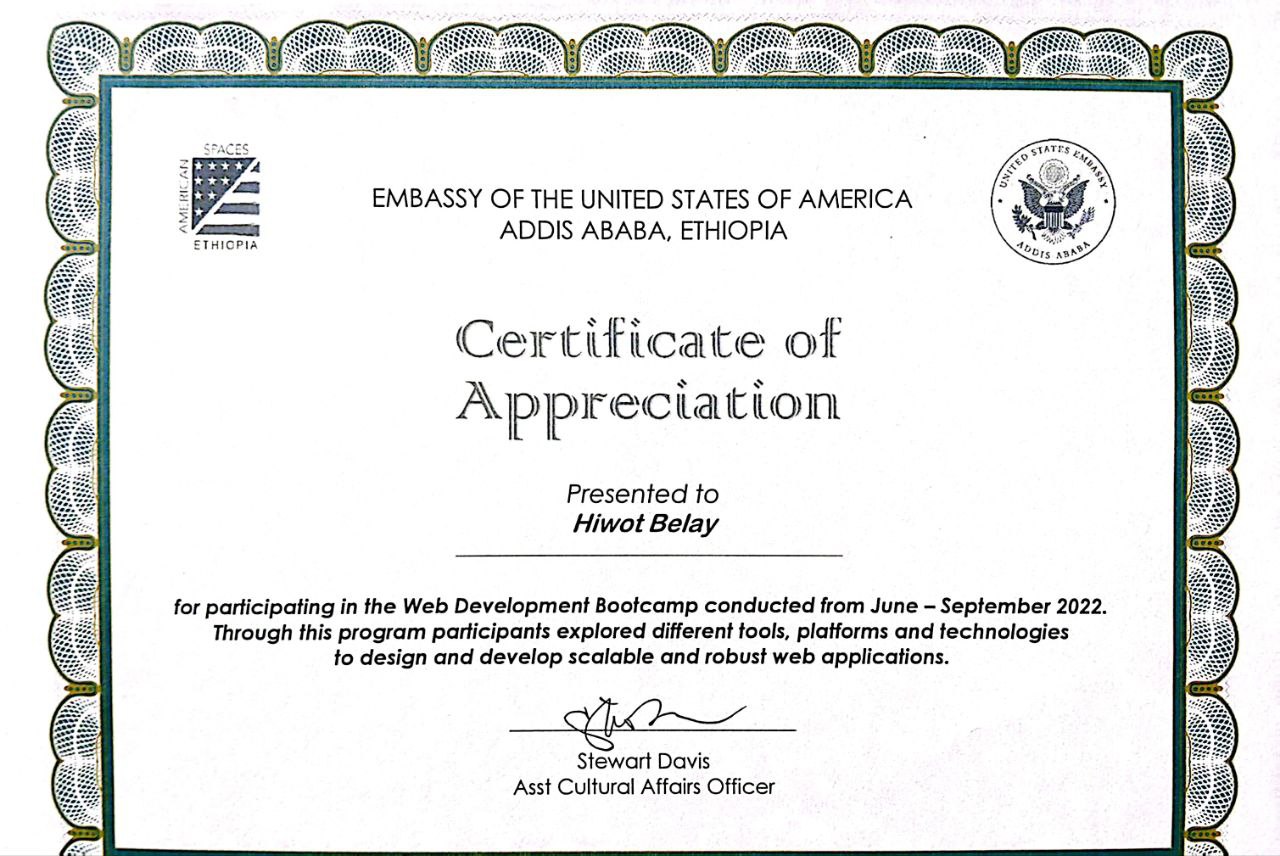 SPACES
AMERICAN
ETHIOPIA
EMBASSY OF THE UNITED STATES OF AMERICA
ADDIS ABABA, ETHIOPIA
UNITED STATES EMBASSY
ADDIS ABABA
Certificate of
Appreciation
Presented to
Hiwot Belay
for participating in the Web Development Bootcamp conducted from June – September 2022.
Through this program participants explored different tools, platforms and technologies
to design and develop scalable and robust web applications.
Stewart Davis
Asst Cultural Affairs Officer